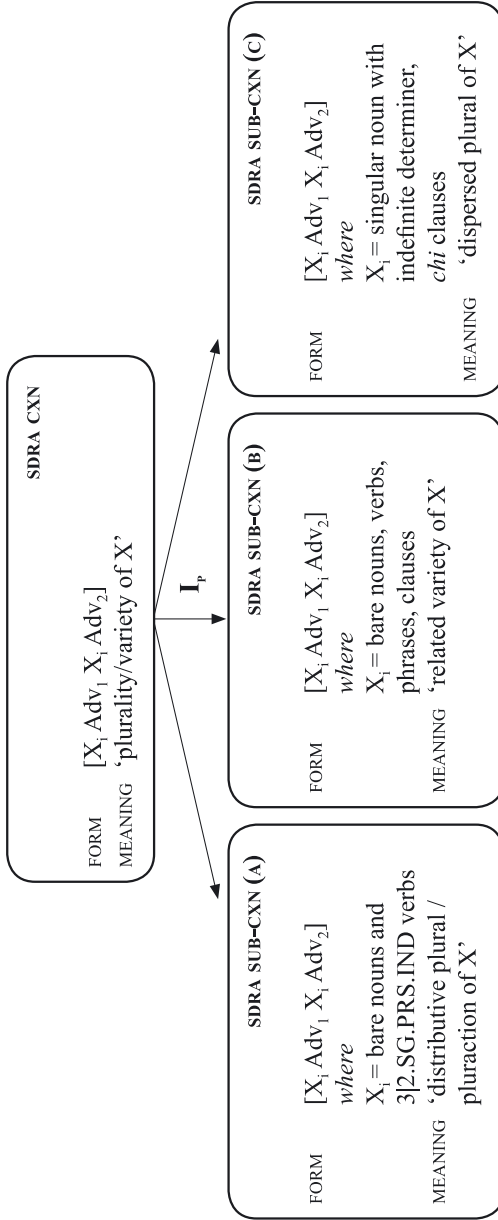 SDRA CXN
FORM [Xᵢ Adv₁ Xᵢ Adv₂]
MEANING ‘plurality/variety of X’
Iₚ
SDRA SUB-CXN (A)
FORM [Xᵢ Adv₁ Xᵢ Adv₂]
where
Xᵢ = bare nouns and
3|2.SG.PRS.IND verbs
MEANING ‘distributive plural /
pluraction of X’
SDRA SUB-CXN (B)
FORM [Xᵢ Adv₁ Xᵢ Adv₂]
where
Xᵢ = bare nouns, verbs,
phrases, clauses
MEANING ‘related variety of X’
SDRA SUB-CXN (C)
FORM [Xᵢ Adv₁ Xᵢ Adv₂]
where
Xᵢ = singular noun with
indefinite determiner,
chi clauses
MEANING ‘dispersed plural of X’